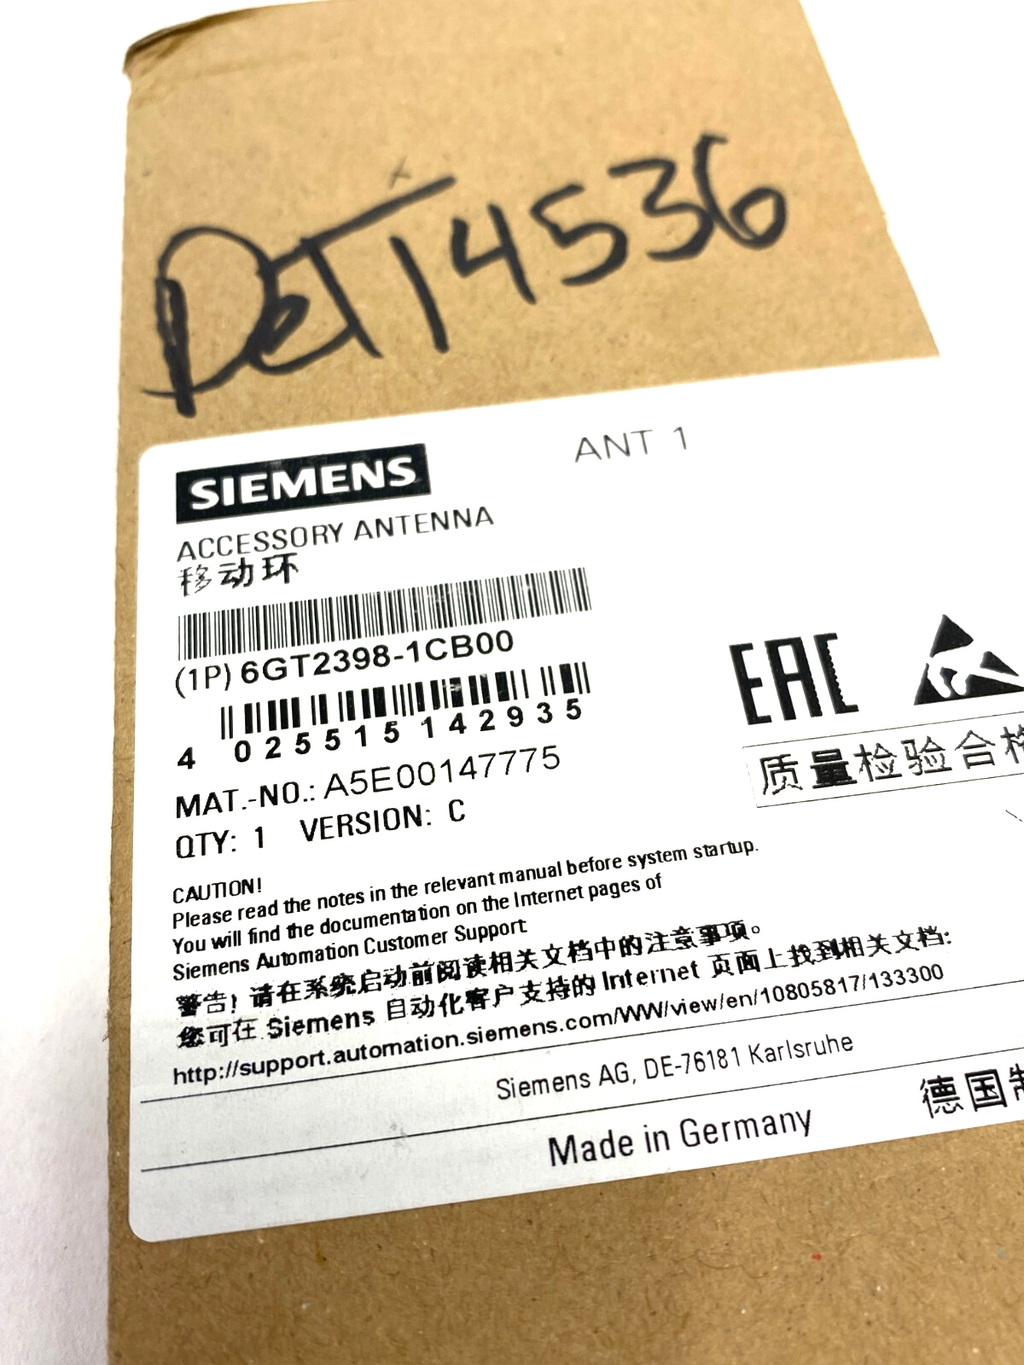 DET14536
SIEMENS
ANT 1
ACCESSORY ANTENNA
移动环
(1P) 6GT2398-1CB00
4 025515 142935
MAT.-NO.: A5E00147775
QTY: 1 VERSION: C
EAC
质量检验合格
CAUTION!
Please read the notes in the relevant manual before system startup.
You will find the documentation on the Internet pages of
Siemens Automation Customer Support
警告! 请在系统启动前阅读相关文档中的注意事项。
您可在 Siemens 自动化客户支持的 Internet 页面上找到相关文档:
http://support.automation.siemens.com/WW/view/en/10805817/133300
Siemens AG, DE-76181 Karlsruhe
Made in Germany
德国制